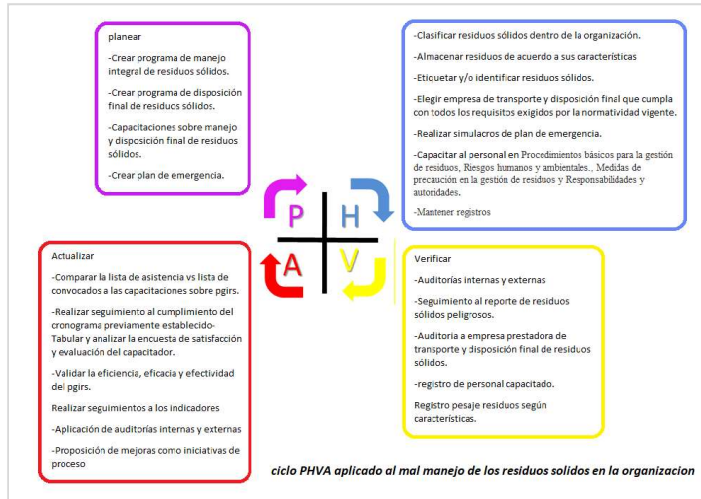 planear
-Crear programa de manejo
integral de residuos sólidos.
-Crear programa de disposición
final de residucs sólidos.
-Capacitaciones sobre manejo
y disposición final de residuos
sólidos.
-Crear plan de emergencia.
-Clasificar residuos sólidos dentro de la organización.
-Almacenar residuos de acuerdo a sus características
-Eticuetar y/o identificar residuos sólidos.
-Elegir empresa de transporte y disposición final que cumpla
con todos los requisitos exigidos por la normatividad vigente.
-Realizar simulacros de plan de emergencia.
-Capacitar al personal en Procedimientos básicos para la gestión
de residuos, Riesgos humanos y ambientales., Medidas de
precaución en la gestión de residuos y Responsabilidades y
autoridades.
-Mantener registros
P H
A V
Actualizar
-Comparar la lista de asistencia vs lista de
convocados a las capacitaciones sobre pgirs.
-Realizar seguimiento al cumplimiento del
cronograma previamente establecido-
Tabular y analizar la encuesta de satisfacción
y evaluación del capacitador.
-Validar la eficiencia, eficacia y efectividad
del pgirs.
Realizar seguimientos a los indicadores
-Aplicación de auditorías internas y externas
-Proposición de mejoras como iniciativas de
proceso
Verificar
-Auditorías internas y externas
-Seguimiento al reporte de residuos
sólidos peligrosos.
-Auditoria a empresa prestadora de
transporte y disposición final de residuos
sólidos.
-registro de personal capacitado.
Registro pesaje residuos según
características.
ciclo PHVA aplicado al mal manejo de los residuos solidos en la organizacion